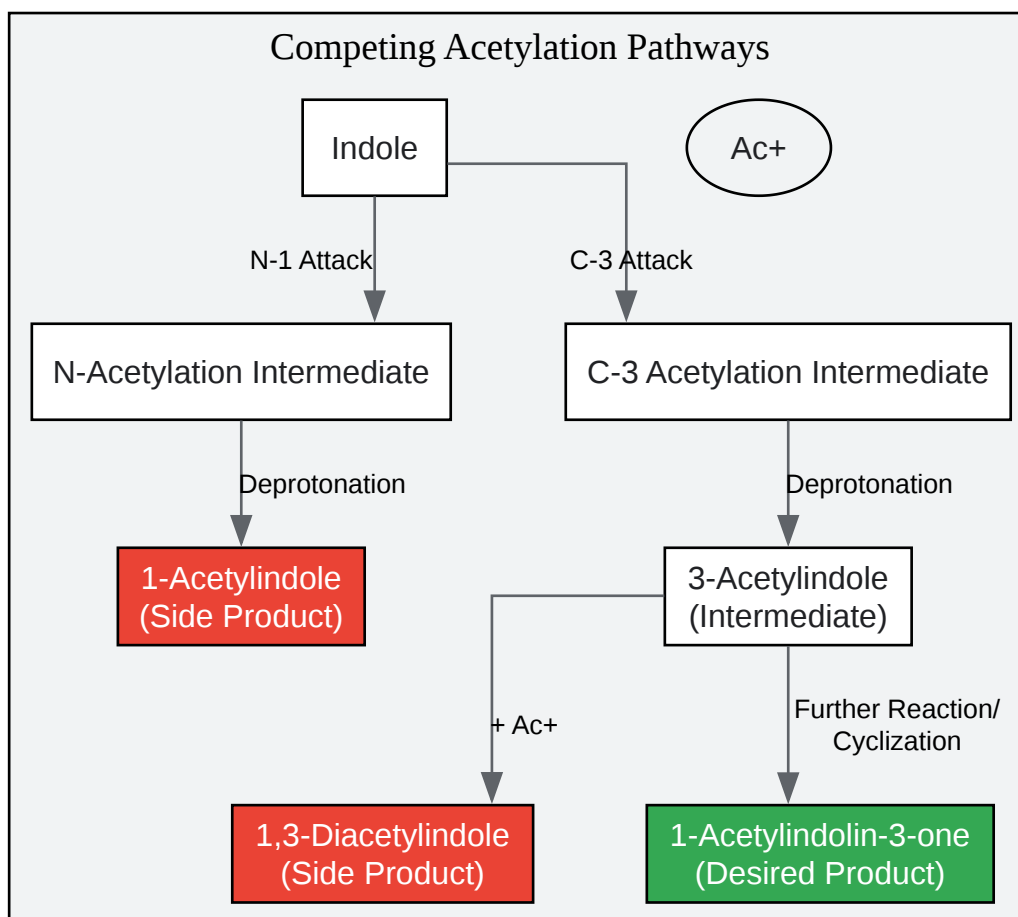 Competing Acetylation Pathways
Indole
Ac+
N-1 Attack
C-3 Attack
N-Acetylation Intermediate
C-3 Acetylation Intermediate
Deprotonation
Deprotonation
1-Acetylindole
(Side Product)
3-Acetylindole
(Intermediate)
+ Ac+
Further Reaction/
Cyclization
1,3-Diacetylindole
(Side Product)
1-Acetylindolin-3-one
(Desired Product)